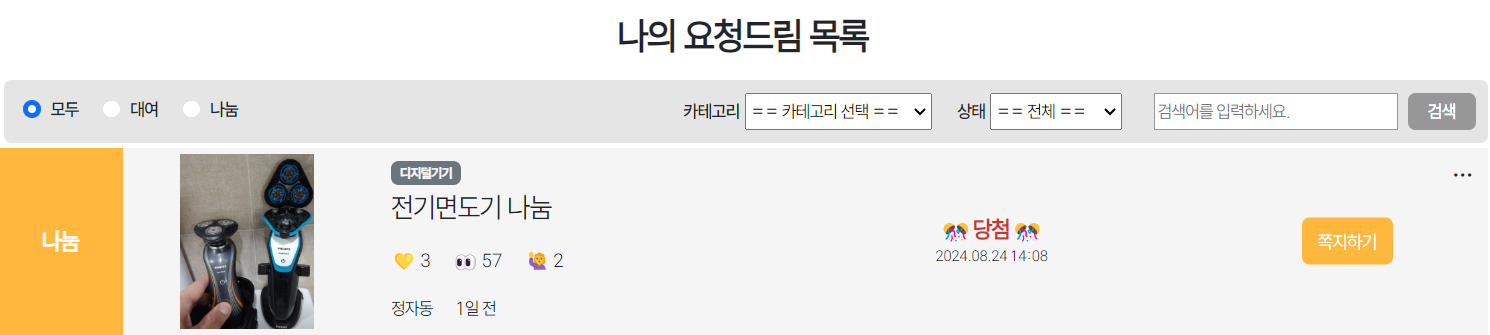 나의 요청드림 목록
모두 대여 나눔 카테고리 == 카테고리 선택 == 상태 == 전체 == 검색어를 입력하세요. 검색
나눔
디지털기기
전기면도기 나눔
💛 3 👀 57 🙋 2
정자동 1일 전
🎊 당첨 🎊
2024.08.24 14:08
쪽지하기
...